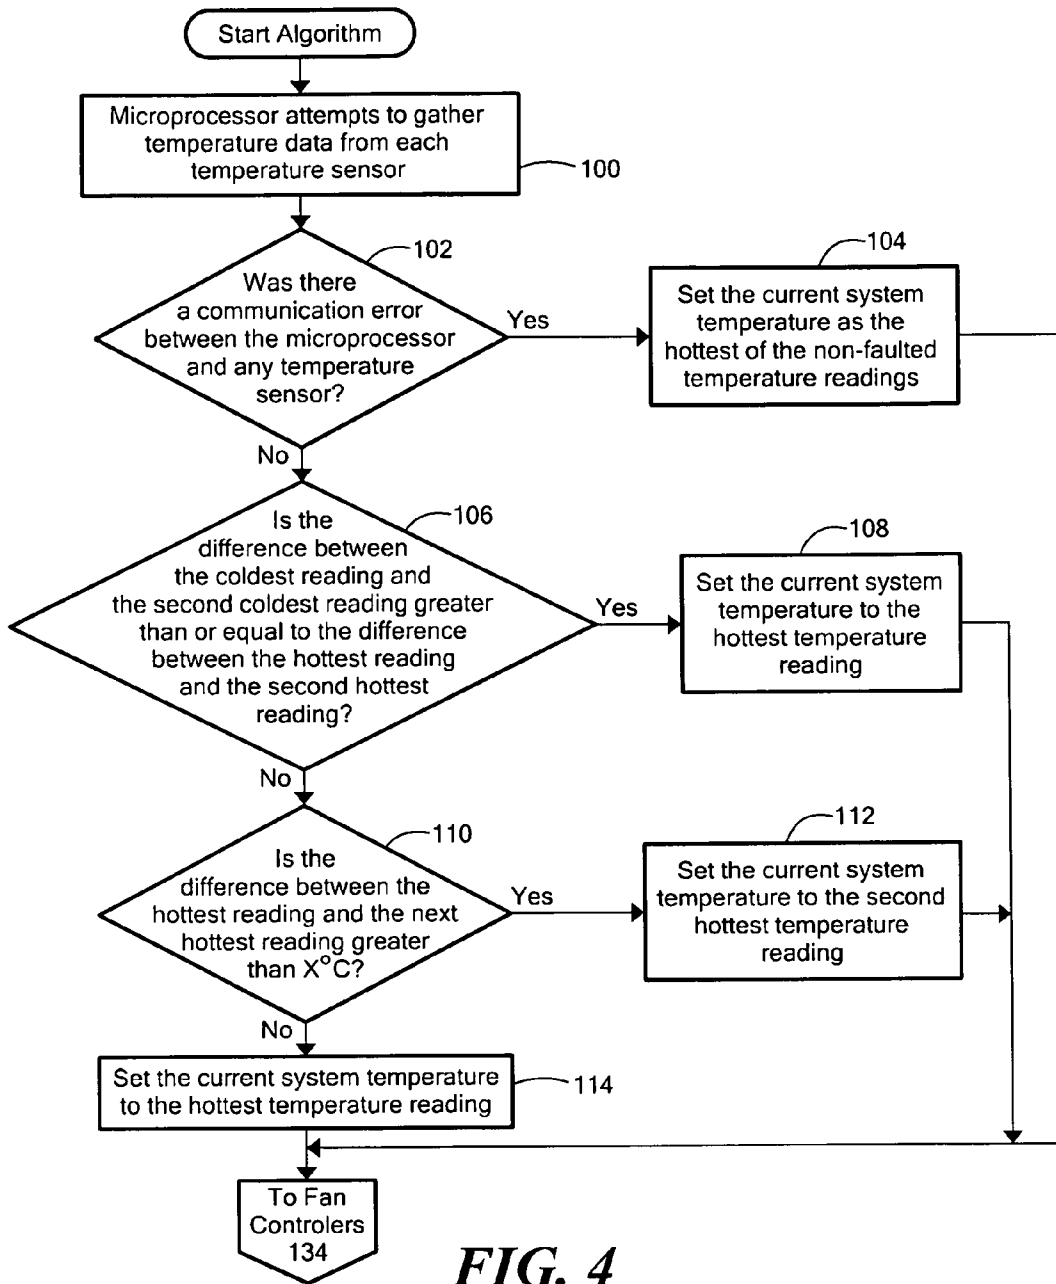 Start Algorithm
Microprocessor attempts to gather
temperature data from each
temperature sensor
100
102
Was there
a communication error
between the microprocessor
and any temperature
sensor?
Yes
104
Set the current system
temperature as the
hottest of the non-faulted
temperature readings
No
106
Is the
difference between
the coldest reading and
the second coldest reading greater
than or equal to the difference
between the hottest reading
and the second hottest
reading?
Yes
108
Set the current system
temperature to the
hottest temperature
reading
No
110
Is the
difference between the
hottest reading and the next
hottest reading greater
than X°C?
Yes
112
Set the current system
temperature to the second
hottest temperature
reading
No
Set the current system temperature
to the hottest temperature reading
114
To Fan
Controlers
134
FIG. 4